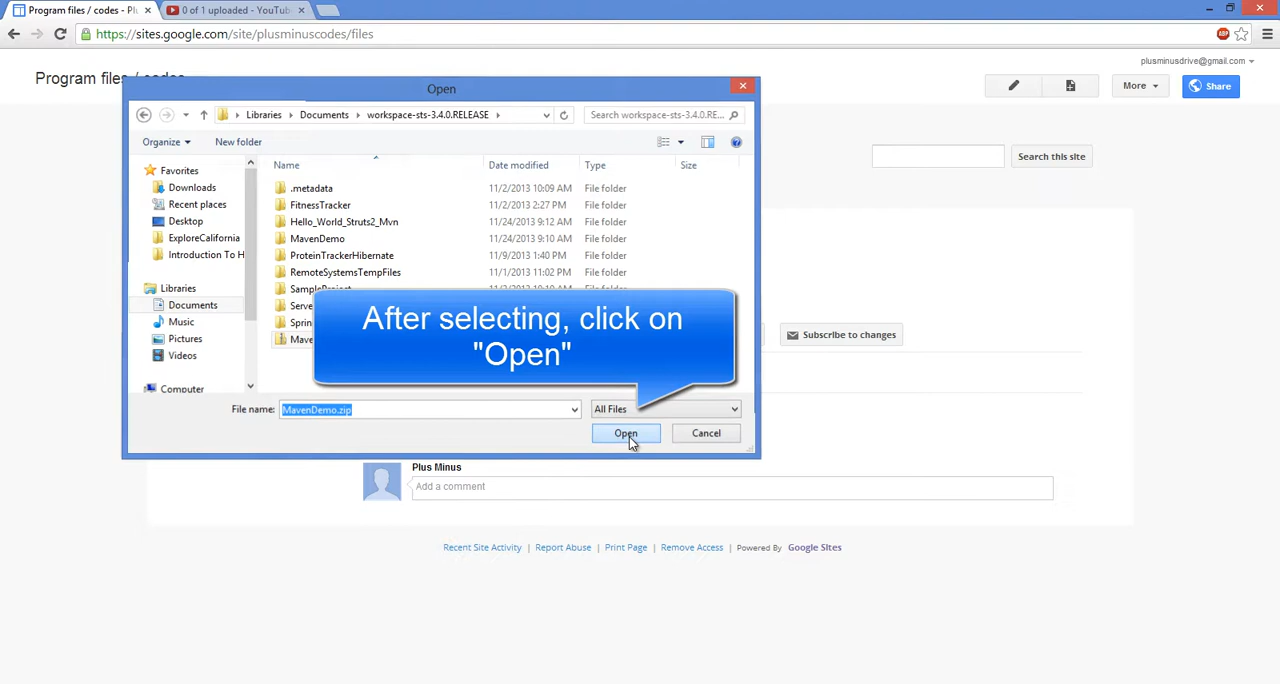 Program files / codes - Plu
0 of 1 uploaded - YouTub
https://sites.google.com/site/plusminuscodes/files
ABP
plusminusdrive@gmail.com
Program files / codes
More
Share
Search this site
Open
Libraries Documents workspace-sts-3.4.0.RELEASE
Search workspace-sts-3.4.0.RE...
Organize New folder
Name Date modified Type Size
Favorites
Downloads
Recent places
Desktop
ExploreCalifornia
Introduction To H
Libraries
Documents
Music
Pictures
Videos
Computer
.metadata 11/2/2013 10:09 AM File folder
FitnessTracker 11/2/2013 2:27 PM File folder
Hello_World_Struts2_Mvn 11/24/2013 9:12 AM File folder
MavenDemo 11/24/2013 9:10 AM File folder
ProteinTrackerHibernate 11/9/2013 1:40 PM File folder
RemoteSystemsTempFiles 11/1/2013 11:02 PM File folder
After selecting, click on
"Open"
File name: MavenDemo.zip All Files
Open Cancel
Subscribe to changes
Plus Minus
Add a comment
Recent Site Activity | Report Abuse | Print Page | Remove Access | Powered By Google Sites